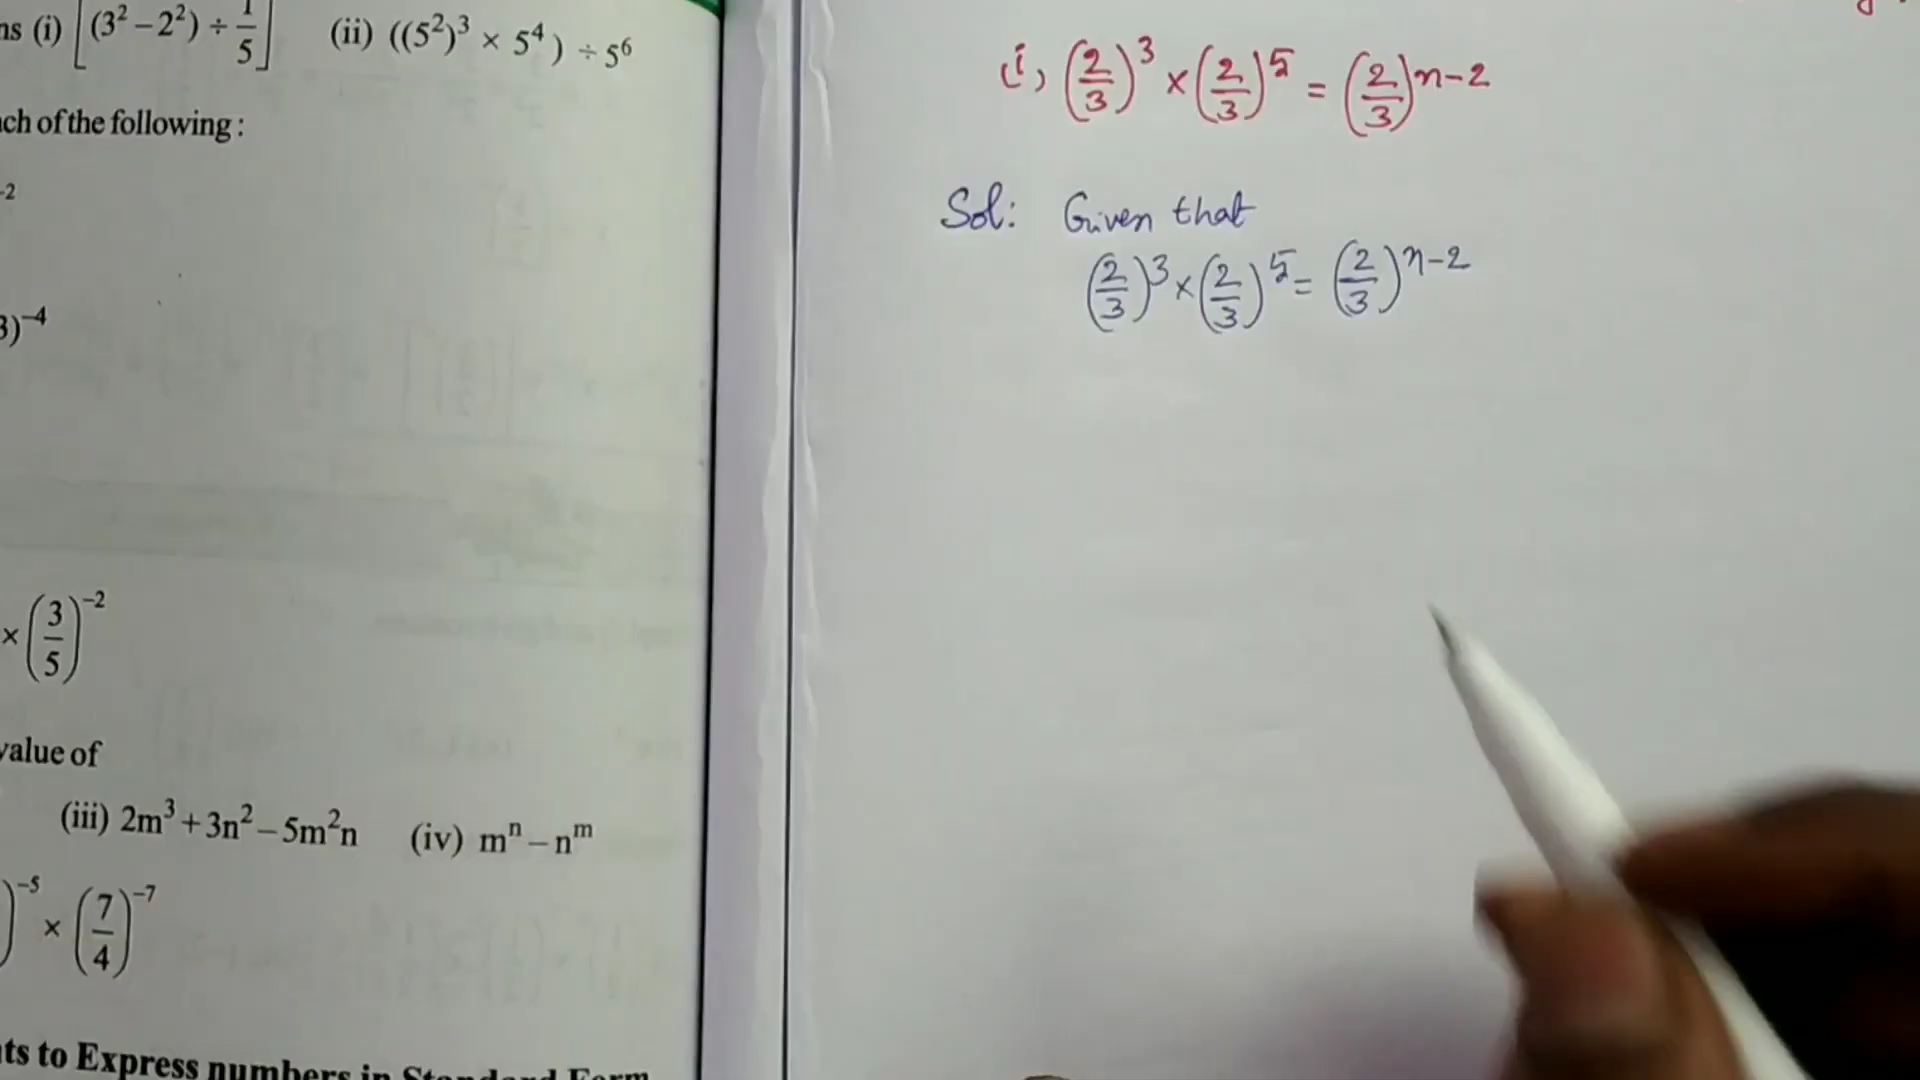 ns (i) [(3² – 2²) ÷ 1/5] (ii) ((5²)³ × 5⁴) ÷ 5⁶
ach of the following :
-2
3)⁻⁴
× (3/5)⁻²
value of
(iii) 2m³ + 3n² – 5m²n (iv) mⁿ – nᵐ
)⁻⁵ × (7/4)⁻⁷
ts to Express numbers in Standard Form
(i) (2/3)³ × (2/3)⁵ = (2/3)ⁿ⁻²
Sol: Given that
(2/3)³ × (2/3)⁵ = (2/3)ⁿ⁻²